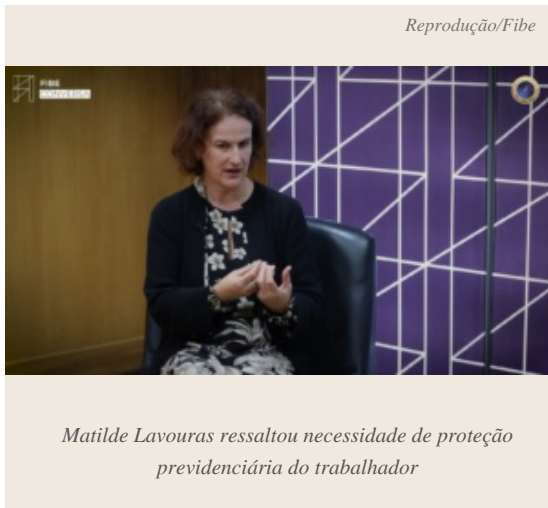 Reprodução/Fibe
FIBE
CONVERSA
Matilde Lavouras ressaltou necessidade de proteção
previdenciária do trabalhador